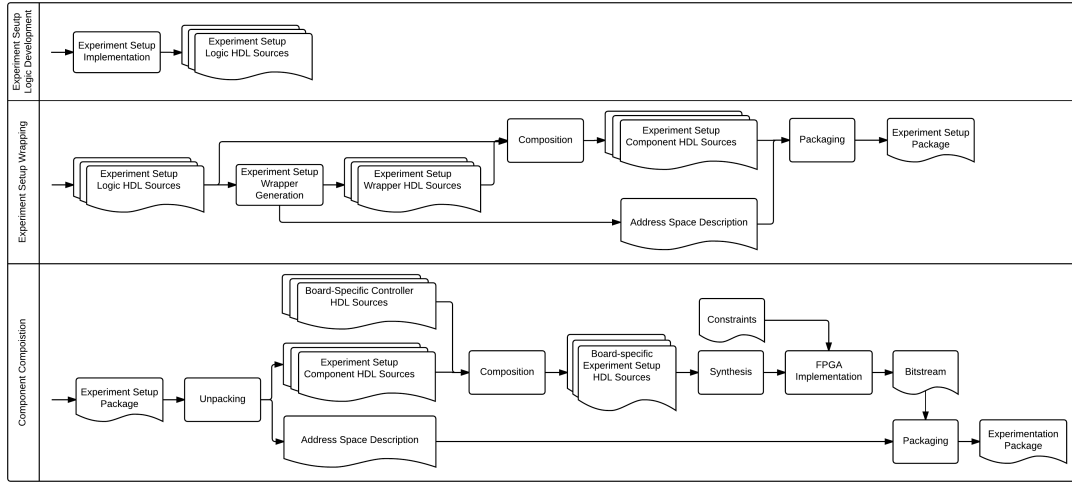 Experiment Seutp
Logic Development
Experiment Setup
Implementation
Experiment Setup
Logic HDL Sources
Experiment Setup Wrapping
Experiment Setup
Logic HDL Sources
Experiment Setup
Wrapper
Generation
Experiment Setup
Wrapper HDL Sources
Composition
Experiment Setup
Component HDL Sources
Packaging
Experiment Setup
Package
Address Space Description
Component Compoistion
Experiment Setup
Package
Unpacking
Board-Specific Controller
HDL Sources
Experiment Setup
Component HDL Sources
Address Space Description
Composition
Board-specific
Experiment Setup
HDL Sources
Synthesis
Constraints
FPGA
Implementation
Bitstream
Packaging
Experimentation
Package